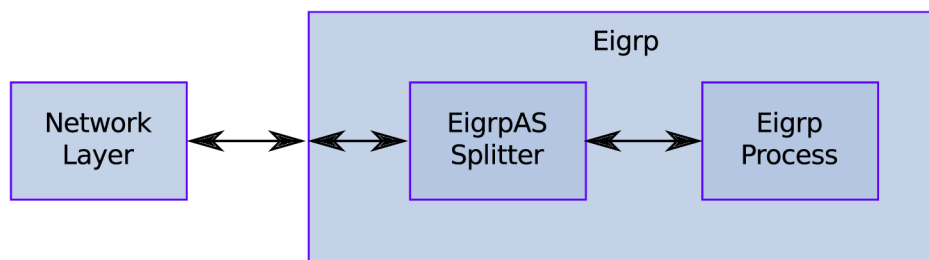 Eigrp
Network
Layer
EigrpAS
Splitter
Eigrp
Process